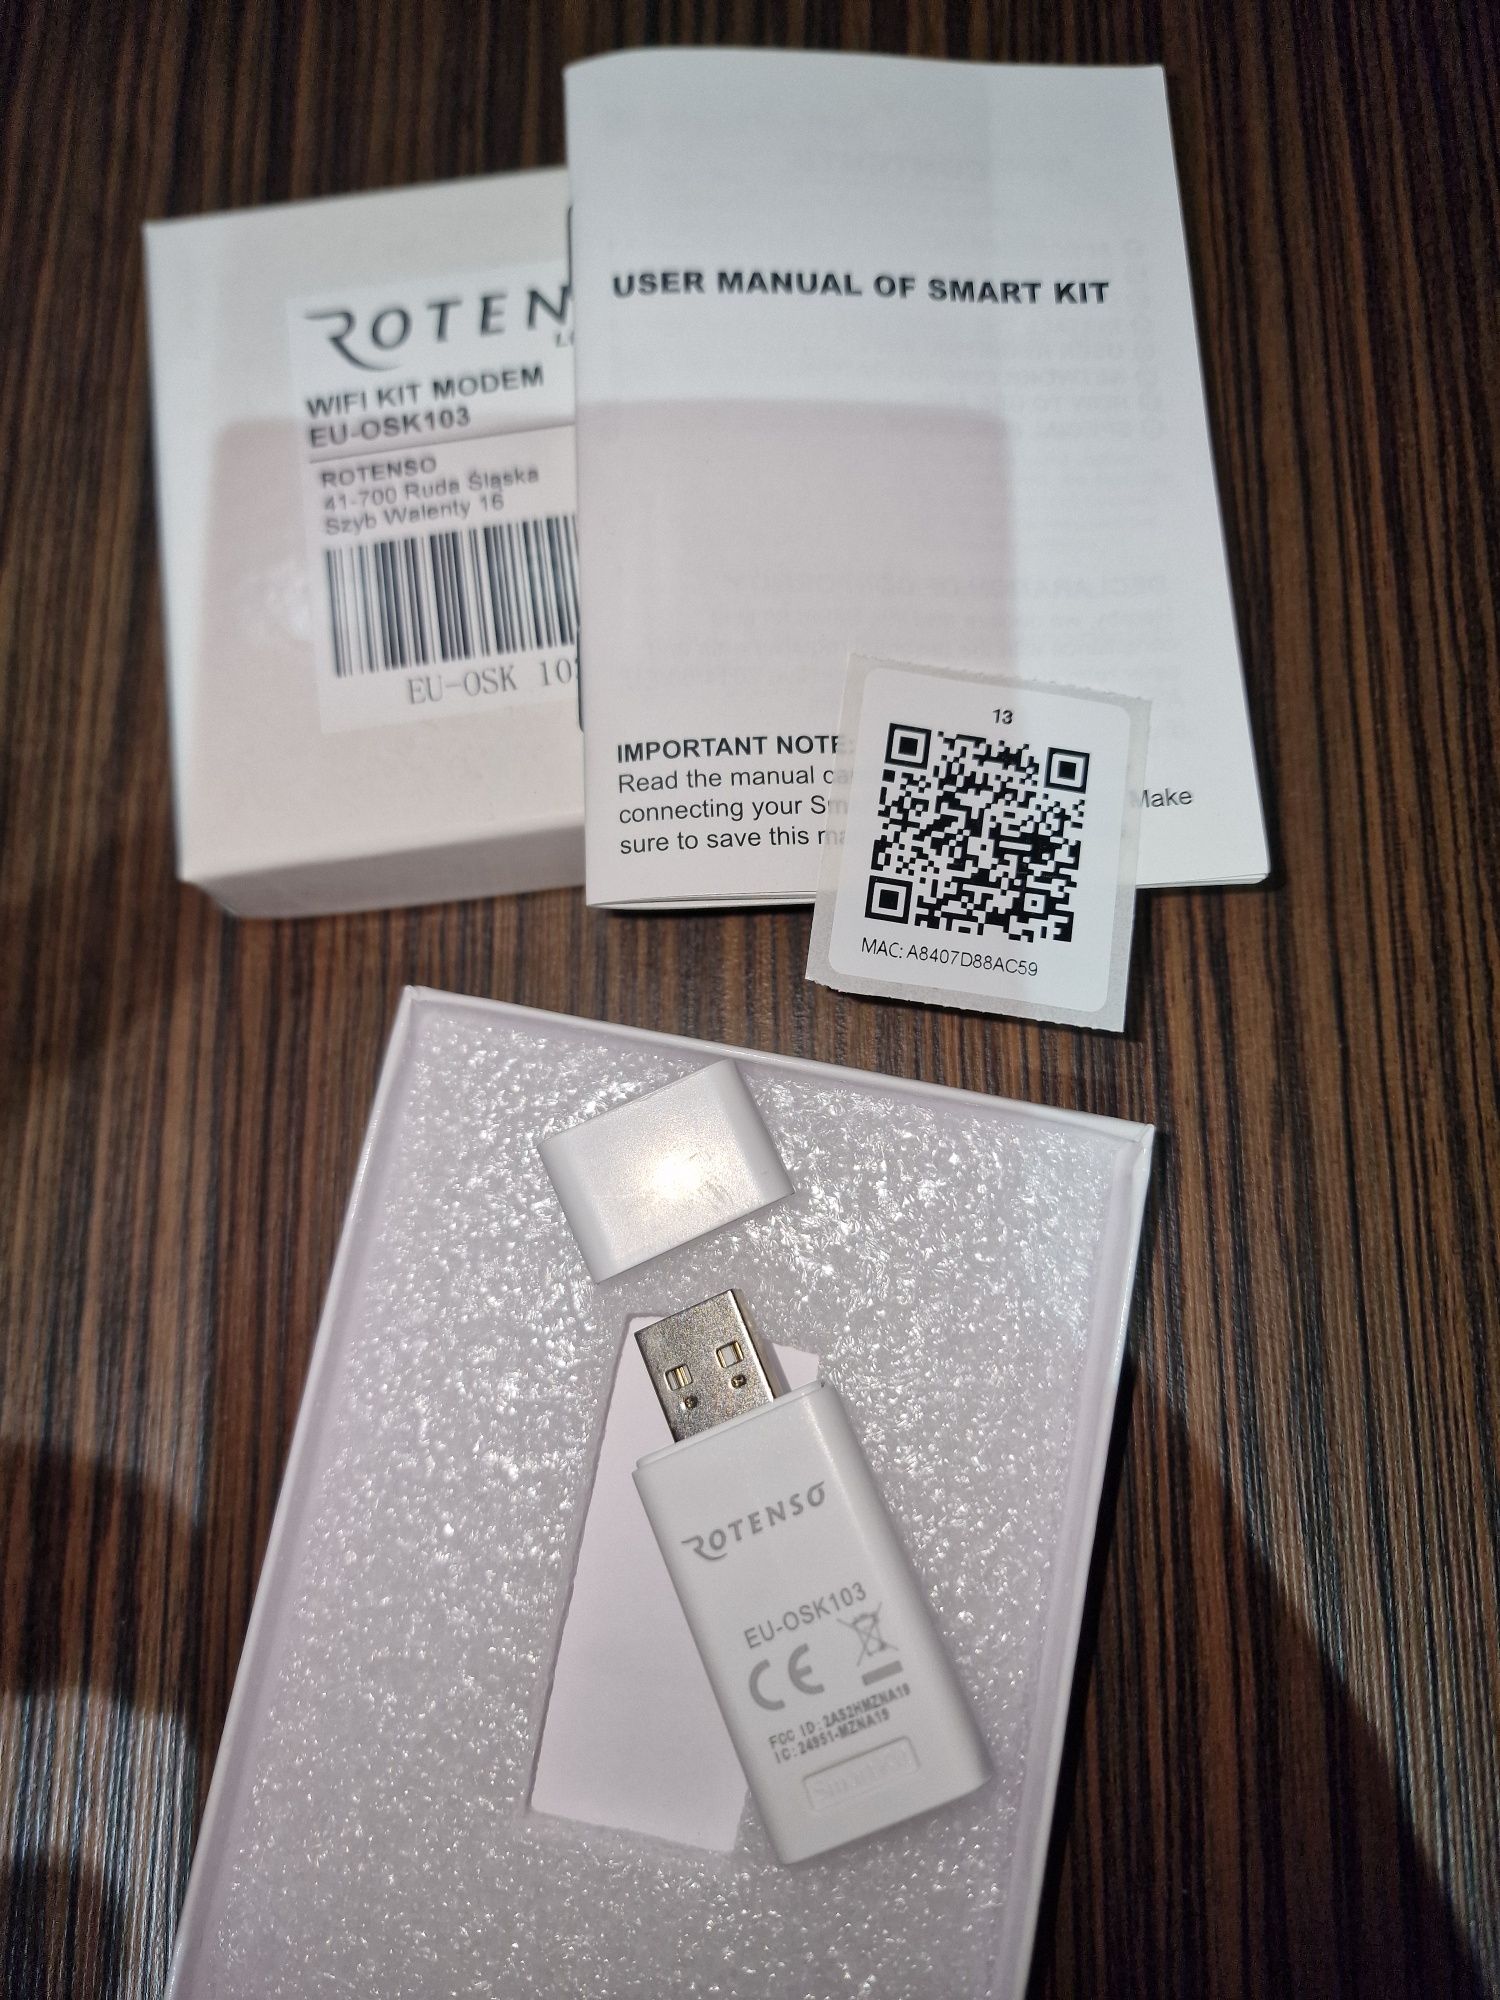 USER MANUAL OF SMART KIT
ROTEN
WIFI KIT MODEM
EU-OSK103
ROTENSO
41-700 Ruda Śląska
Szyb Walenty 16
EU-OSK 10
IMPORTANT NOTE:
Read the manual
connecting your Make
sure to save this
13
MAC: A8407D88AC59
ROTENSO
EU-OSK103
CE
FCC ID: 2AS2HMZNA19
IC: 24951-MZNA19